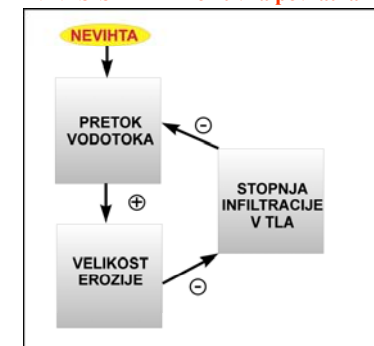 NEVIHTA
PRETOK
VODOTOKA
⊖
⊕
STOPNJA
INFILTRACIJE
V TLA
VELIKOST
EROZIJE
⊖